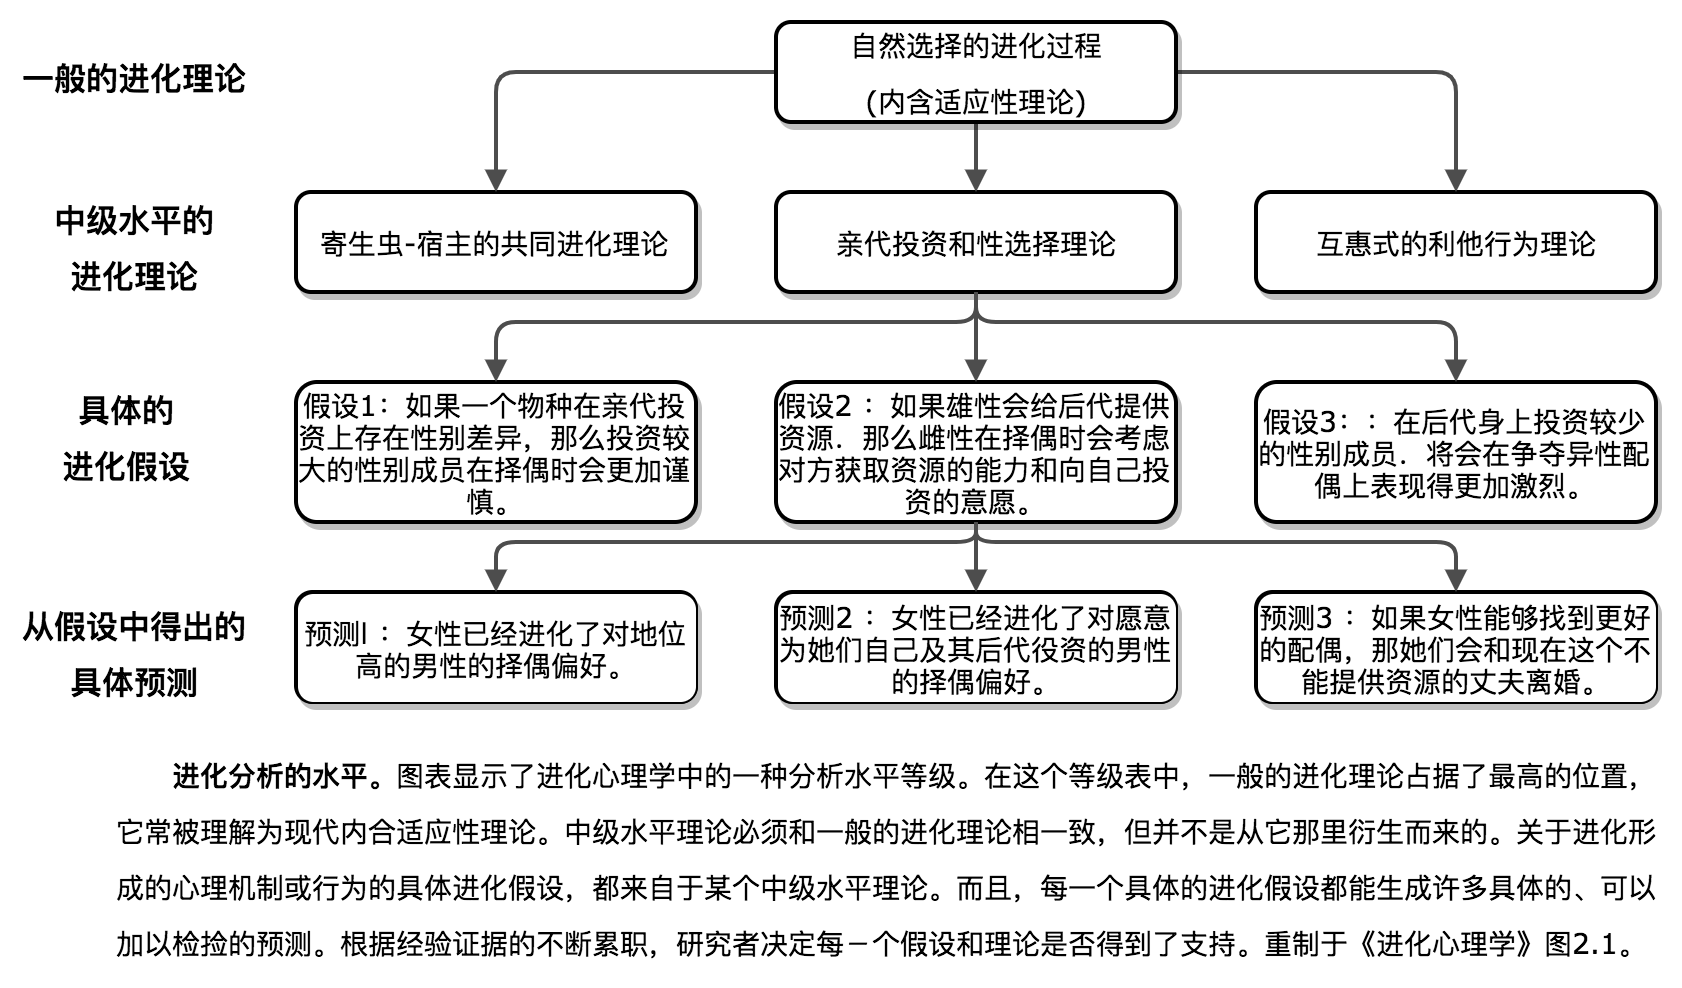 一般的进化理论
自然选择的进化过程
(内含适应性理论)
中级水平的
进化理论
寄生虫-宿主的共同进化理论
亲代投资和性选择理论
互惠式的利他行为理论
具体的
进化假设
假设1：如果一个物种在亲代投
资上存在性别差异，那么投资较
大的性别成员在择偶时会更加谨
慎。
假设2 ：如果雄性会给后代提供
资源．那么雌性在择偶时会考虑
对方获取资源的能力和向自己投
资的意愿。
假设3：：在后代身上投资较少
的性别成员．将会在争夺异性配
偶上表现得更加激烈。
从假设中得出的
具体预测
预测l ：女性已经进化了对地位
高的男性的择偶偏好。
预测2 ：女性已经进化了对愿意
为她们自己及其后代役资的男性
的择偶偏好。
预测3 ：如果女性能够找到更好
的配偶，那她们会和现在这个不
能提供资源的丈夫离婚。
进化分析的水平。图表显示了进化心理学中的一种分析水平等级。在这个等级表中，一般的迸化理论占据了最高的位置，
它常被理解为现代内合适应性理论。中级水平理论必须和一般的进化理论相一致，但并不是从它那里衍生而来的。关于进化形
成的心理机制或行为的具体进化假设，都来自于某个中级水平理论。而且，每一个具体的进化假设都能生成许多具体的、可以
加以检捡的预测。根据经验证据的不断累职，研究者决定每－个假设和理论是否得到了支持。重制于《进化心理学》图2.1。